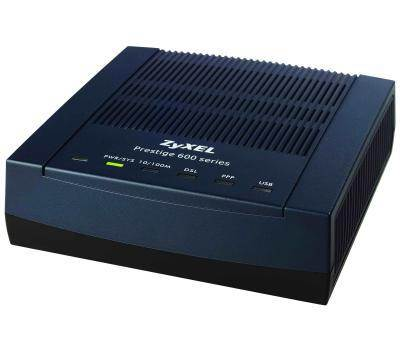 ZyXEL
Prestige 600 series
PWR/SYS 10/100M DSL PPP USB